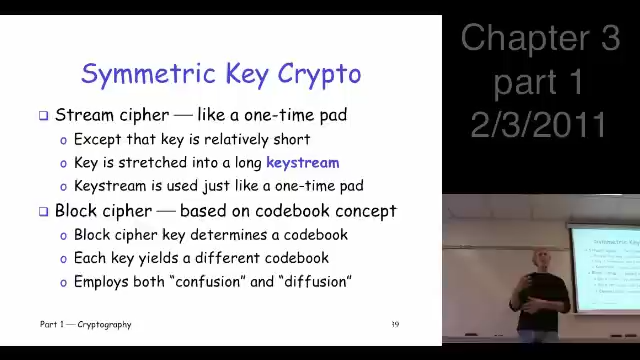 Symmetric Key Crypto
Stream cipher — like a one-time pad
Except that key is relatively short
Key is stretched into a long keystream
Keystream is used just like a one-time pad
Block cipher — based on codebook concept
Block cipher key determines a codebook
Each key yields a different codebook
Employs both “confusion” and “diffusion”
Part 1 — Cryptography
39
Chapter 3
part 1
2/3/2011
Symmetric Key